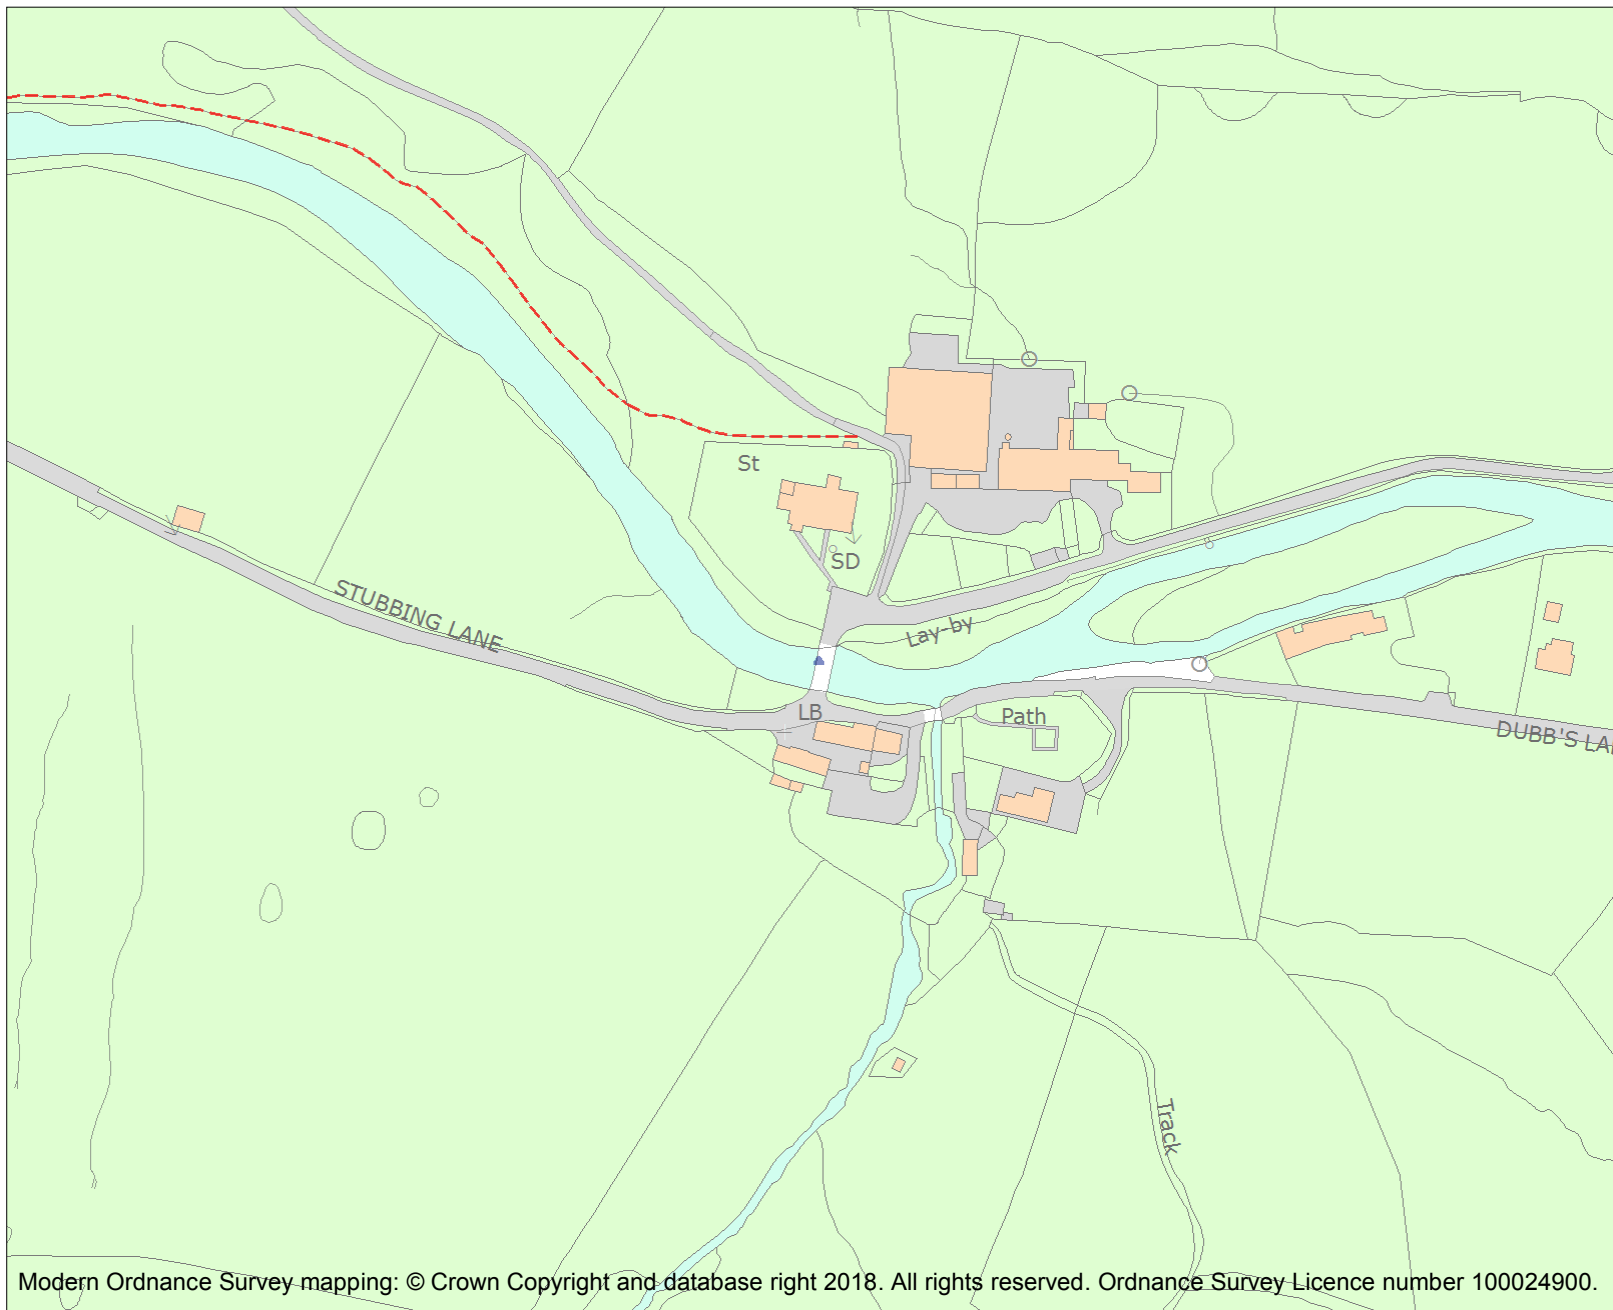 St
SD
STUBBING LANE
Lay-by
LB
Path
DUBB'S LA
Track
Modern Ordnance Survey mapping: © Crown Copyright and database right 2018. All rights reserved. Ordnance Survey Licence number 100024900.